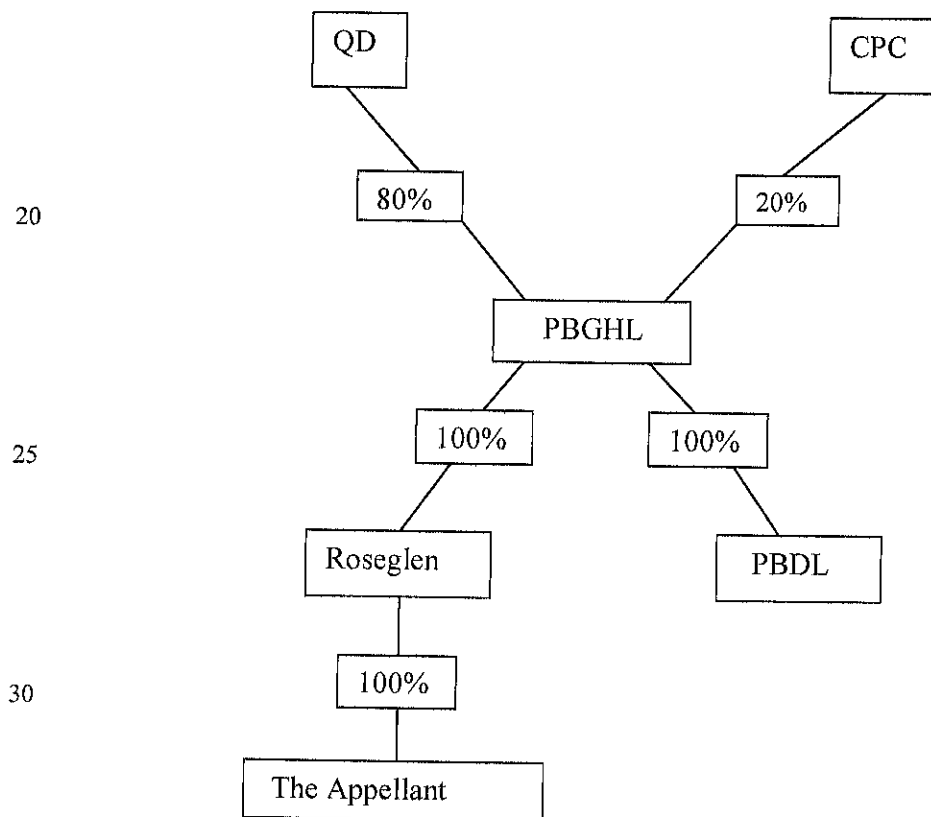 QD CPC
80% 20%
20
PBGHL
100% 100%
25
Roseglen PBDL
100%
30
The Appellant